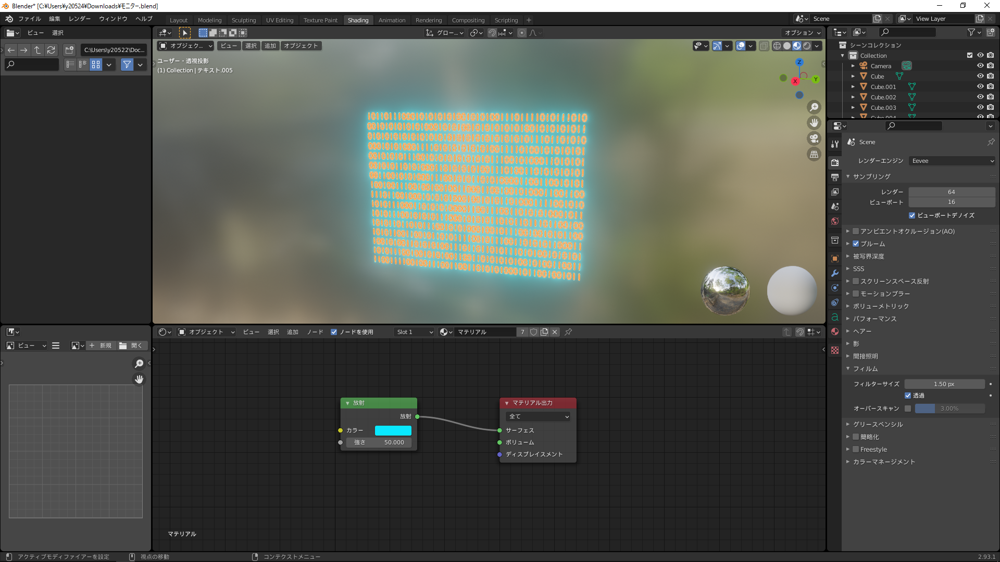 Blender* [C:¥Users¥y20524¥Downloads¥モニター.blend]
ファイル 編集 レンダー ウィンドウ ヘルプ
Layout Modeling Sculpting UV Editing Texture Paint Shading Animation Rendering Compositing Scripting +
Scene
View Layer
ビュー 選択
グロー...
オプション
C:\Users\y20522\Doc...
オブジェク... ビュー 選択 追加 オブジェクト
ユーザー・透視投影
(1) Collection | テキスト.005
Z
Y
X
シーンコレクション
Collection
Camera
Cube
Cube.001
Cube.002
Cube.003
Cube.004
Scene
レンダーエンジン Eevee
サンプリング
レンダー 64
ビューポート 16
ビューポートデノイズ
アンビエントオクルージョン(AO)
ブルーム
被写界深度
SSS
スクリーンスペース反射
モーションブラー
ボリューメトリック
パフォーマンス
ヘアー
影
間接照明
フィルム
フィルターサイズ 1.50 px
透過
オーバースキャン 3.00%
グリースペンシル
簡略化
Freestyle
カラーマネージメント
ビュー + 新規 開く
オブジェクト ビュー 選択 追加 ノード ノードを使用 Slot 1 マテリアル 7
放射
放射
カラー
強さ 50.000
マテリアル出力
全て
サーフェス
ボリューム
ディスプレイスメント
マテリアル
アクティブモディファイアーを設定 視点の移動 コンテクストメニュー 2.93.1